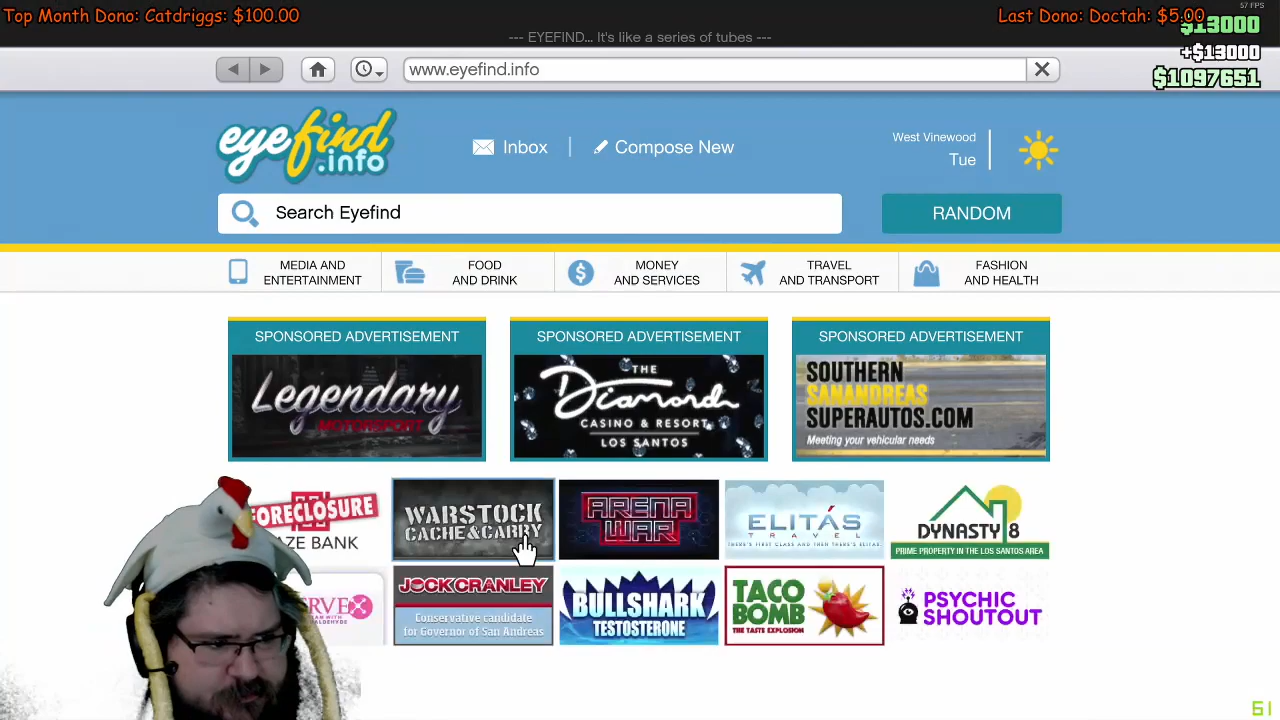 57 FPS
Top Month Dono: Catdriggs: $100.00
Last Dono: Doctah: $5.00
$13000
--- EYEFIND... It's like a series of tubes ---
+$13000
www.eyefind.info
$1097651
eyefind
.info
Inbox
Compose New
West Vinewood
Tue
Search Eyefind
RANDOM
MEDIA AND
ENTERTAINMENT
FOOD
AND DRINK
MONEY
AND SERVICES
TRAVEL
AND TRANSPORT
FASHION
AND HEALTH
SPONSORED ADVERTISEMENT
Legendary
MOTORSPORT
SPONSORED ADVERTISEMENT
THE
Diamond
CASINO & RESORT
LOS SANTOS
SPONSORED ADVERTISEMENT
SOUTHERN
SANANDREAS
SUPERAUTOS.COM
Meeting your vehicular needs
FORECLOSURE
AZE BANK
WARSTOCK
CACHE&CARRY
ARENA
WAR
ELITÁS
TRAVEL
THERE'S FIRST CLASS AND THEN THERE'S ELITÁS.
DYNASTY 8
PRIME PROPERTY IN THE LOS SANTOS AREA
JOCK CRANLEY
Conservative candidate
for Governor of San Andreas
BULLSHARK
TESTOSTERONE
TACO
BOMB
THE TASTE EXPLOSION
PSYCHIC
SHOUTOUT
61